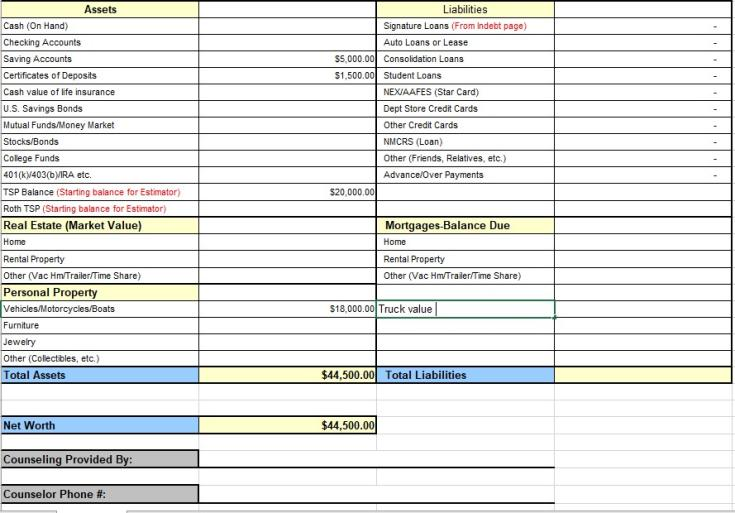 Assets Liabilities
Cash (On Hand) Signature Loans (From Indebt page) -
Checking Accounts Auto Loans or Lease -
Saving Accounts $5,000.00 Consolidation Loans -
Certificates of Deposits $1,500.00 Student Loans -
Cash value of life insurance NEX/AAFES (Star Card) -
U.S. Savings Bonds Dept Store Credit Cards -
Mutual Funds/Money Market Other Credit Cards -
Stocks/Bonds NMCRS (Loan) -
College Funds Other (Friends, Relatives, etc.) -
401(k)/403(b)/IRA etc. Advance/Over Payments -
TSP Balance (Starting balance for Estimator) $20,000.00
Roth TSP (Starting balance for Estimator)
Real Estate (Market Value) Mortgages-Balance Due
Home Home
Rental Property Rental Property
Other (Vac Hm/Trailer/Time Share) Other (Vac Hm/Trailer/Time Share)
Personal Property
Vehicles/Motorcycles/Boats $18,000.00 Truck value
Furniture
Jewelry
Other (Collectibles, etc.)
Total Assets $44,500.00 Total Liabilities
Net Worth $44,500.00
Counseling Provided By:
Counselor Phone #: